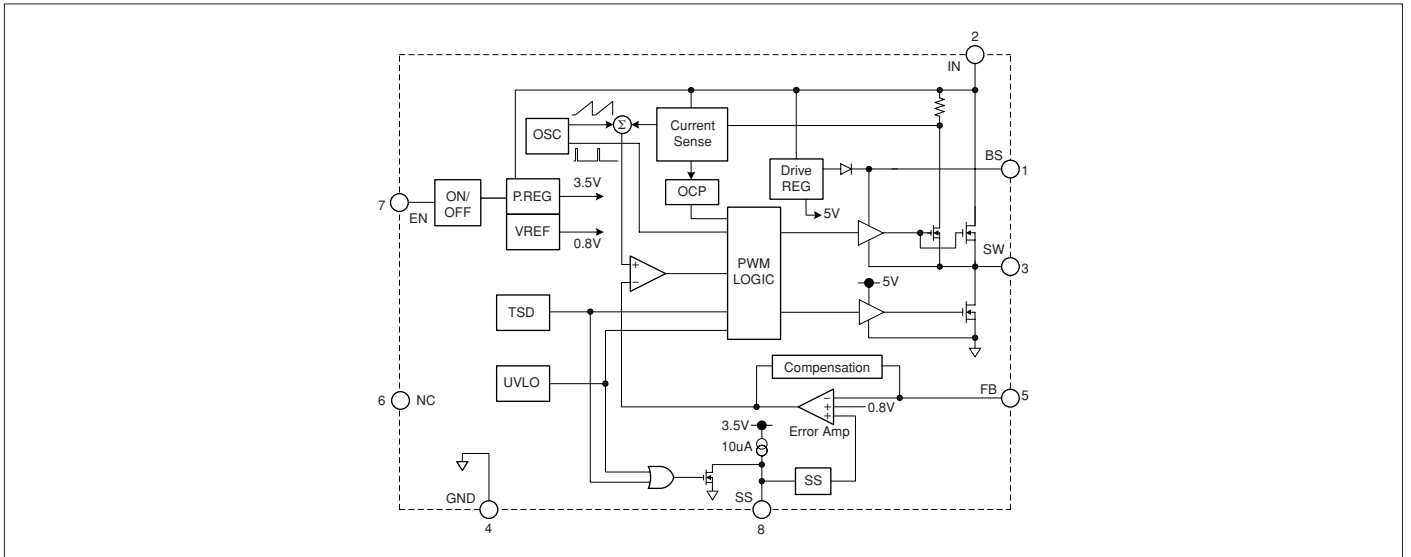 2
IN
OSC
Σ
Current
Sense
BS
1
Drive
REG
5V
OCP
7
EN
ON/
OFF
P.REG
3.5V
VREF
0.8V
SW
3
+
−
PWM
LOGIC
5V
TSD
Compensation
UVLO
FB
5
6
NC
−
+
+
0.8V
Error Amp
3.5V
10uA
SS
GND
4
SS
8